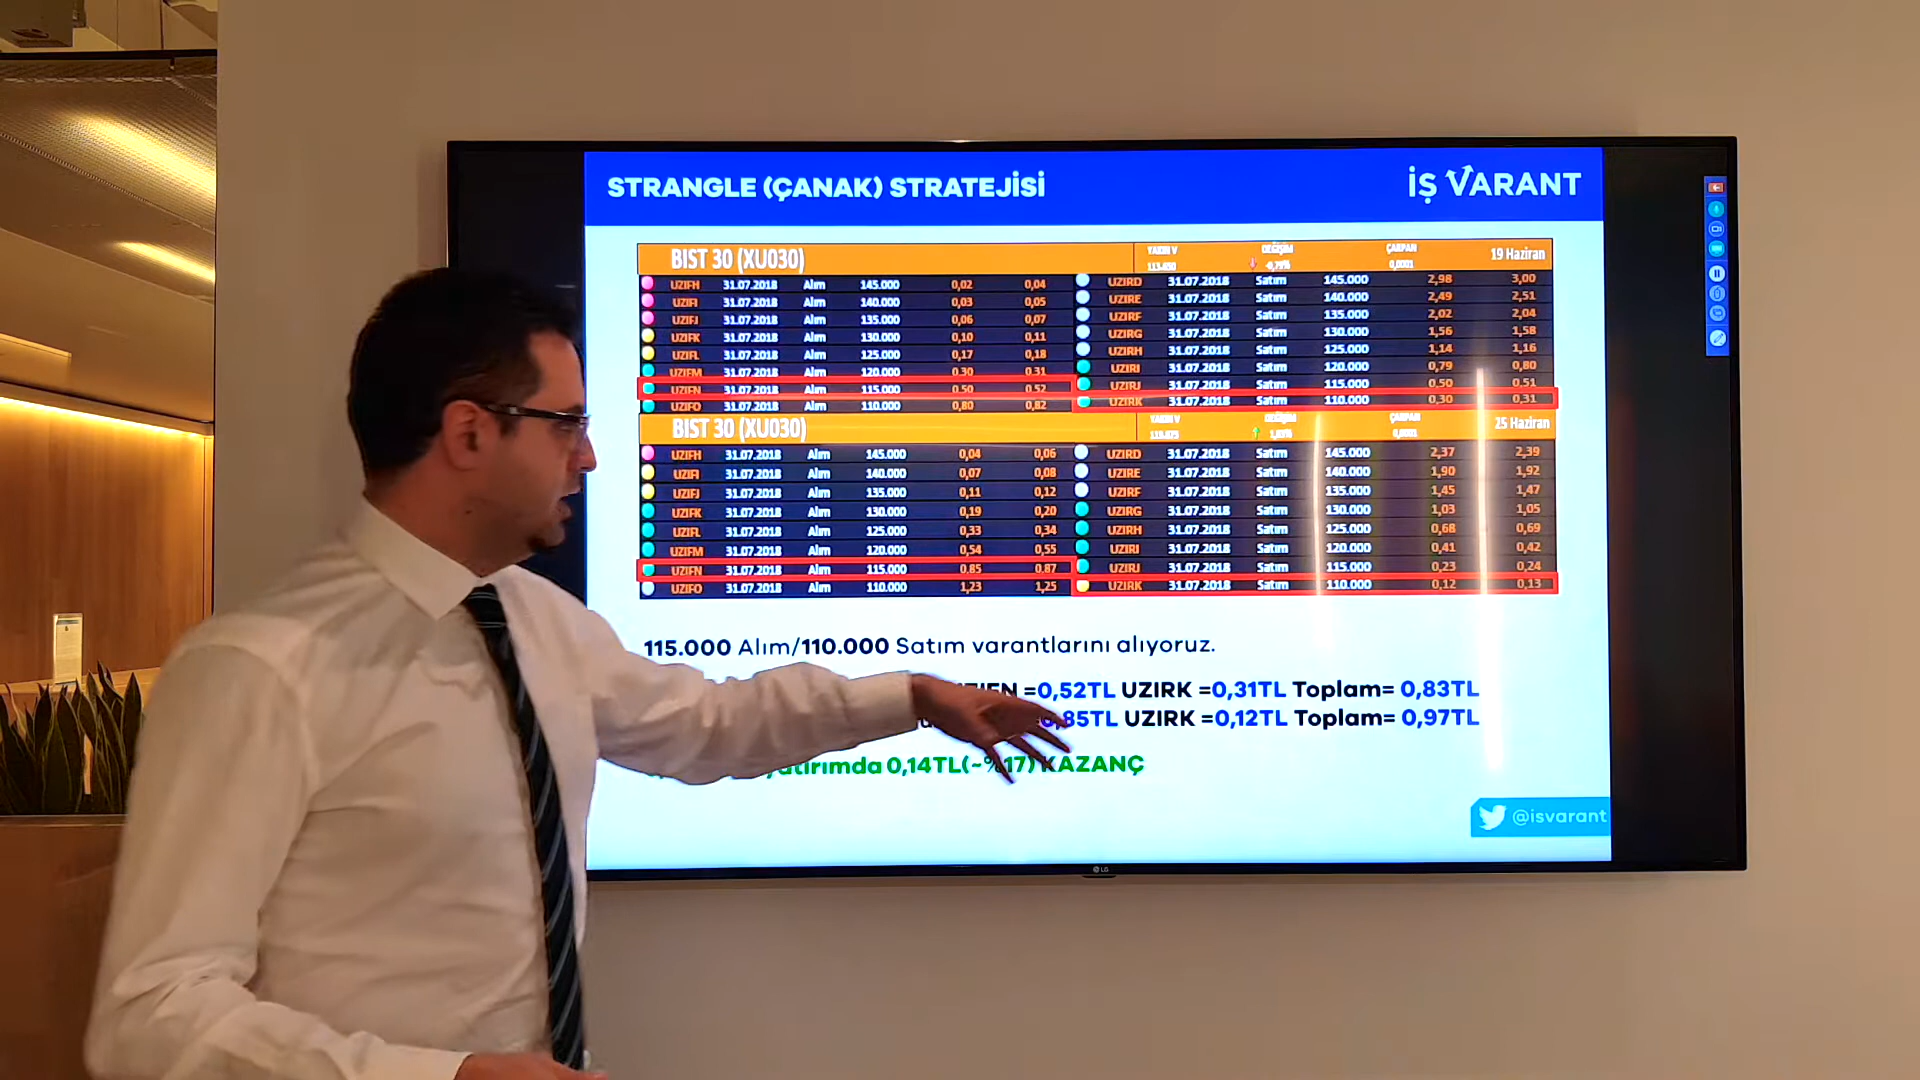 STRANGLE (ÇANAK) STRATEJİSİ
İŞ VARANT
BIST 30 (XU030) DEĞİŞİM ÇARPAN 19 Haziran
0,0001
UZIFH 31.07.2018 Alım 145.000 0,02 0,04 UZIRD 31.07.2018 Satım 145.000 2,98 3,00
UZIFI 31.07.2018 Alım 140.000 0,03 0,05 UZIRE 31.07.2018 Satım 140.000 2,49 2,51
UZIFJ 31.07.2018 Alım 135.000 0,06 0,07 UZIRF 31.07.2018 Satım 135.000 2,02 2,04
UZIFK 31.07.2018 Alım 130.000 0,10 0,11 UZIRG 31.07.2018 Satım 130.000 1,56 1,58
UZIFL 31.07.2018 Alım 125.000 0,17 0,18 UZIRH 31.07.2018 Satım 125.000 1,14 1,16
UZIFM 31.07.2018 Alım 120.000 0,30 0,31 UZIRI 31.07.2018 Satım 120.000 0,79 0,80
UZIFN 31.07.2018 Alım 115.000 0,50 0,52 UZIRJ 31.07.2018 Satım 115.000 0,50 0,51
UZIFO 31.07.2018 Alım 110.000 0,80 0,82 UZIRK 31.07.2018 Satım 110.000 0,30 0,31
BIST 30 (XU030) DEĞİŞİM ÇARPAN 25 Haziran
0,0001
UZIFH 31.07.2018 Alım 145.000 0,04 0,06 UZIRD 31.07.2018 Satım 145.000 2,37 2,39
UZIFI 31.07.2018 Alım 140.000 0,07 0,08 UZIRE 31.07.2018 Satım 140.000 1,90 1,92
UZIFJ 31.07.2018 Alım 135.000 0,11 0,12 UZIRF 31.07.2018 Satım 135.000 1,45 1,47
UZIFK 31.07.2018 Alım 130.000 0,19 0,20 UZIRG 31.07.2018 Satım 130.000 1,03 1,05
UZIFL 31.07.2018 Alım 125.000 0,33 0,34 UZIRH 31.07.2018 Satım 125.000 0,68 0,69
UZIFM 31.07.2018 Alım 120.000 0,54 0,55 UZIRI 31.07.2018 Satım 120.000 0,41 0,42
UZIFN 31.07.2018 Alım 115.000 0,85 0,87 UZIRJ 31.07.2018 Satım 115.000 0,23 0,24
UZIFO 31.07.2018 Alım 110.000 1,23 1,25 UZIRK 31.07.2018 Satım 110.000 0,12 0,13
115.000 Alım/110.000 Satım varantlarını alıyoruz.
=0,52TL UZIRK =0,31TL Toplam= 0,83TL
0,85TL UZIRK =0,12TL Toplam= 0,97TL
0,14TL(~%17) KAZANÇ
@isvarant
LG